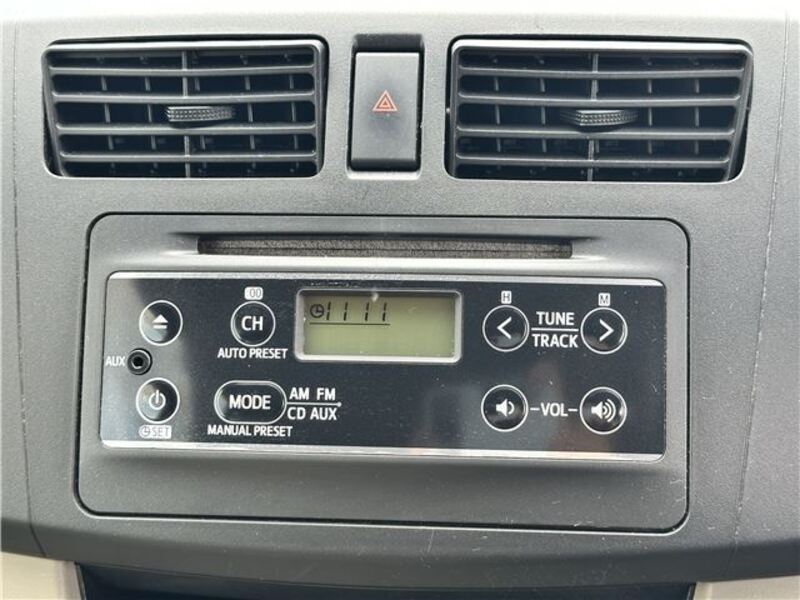 :00
H
M
CH
AUTO PRESET
1111
TUNE
TRACK
AUX
MODE
AM FM
CD AUX
MANUAL PRESET
SET
-VOL-